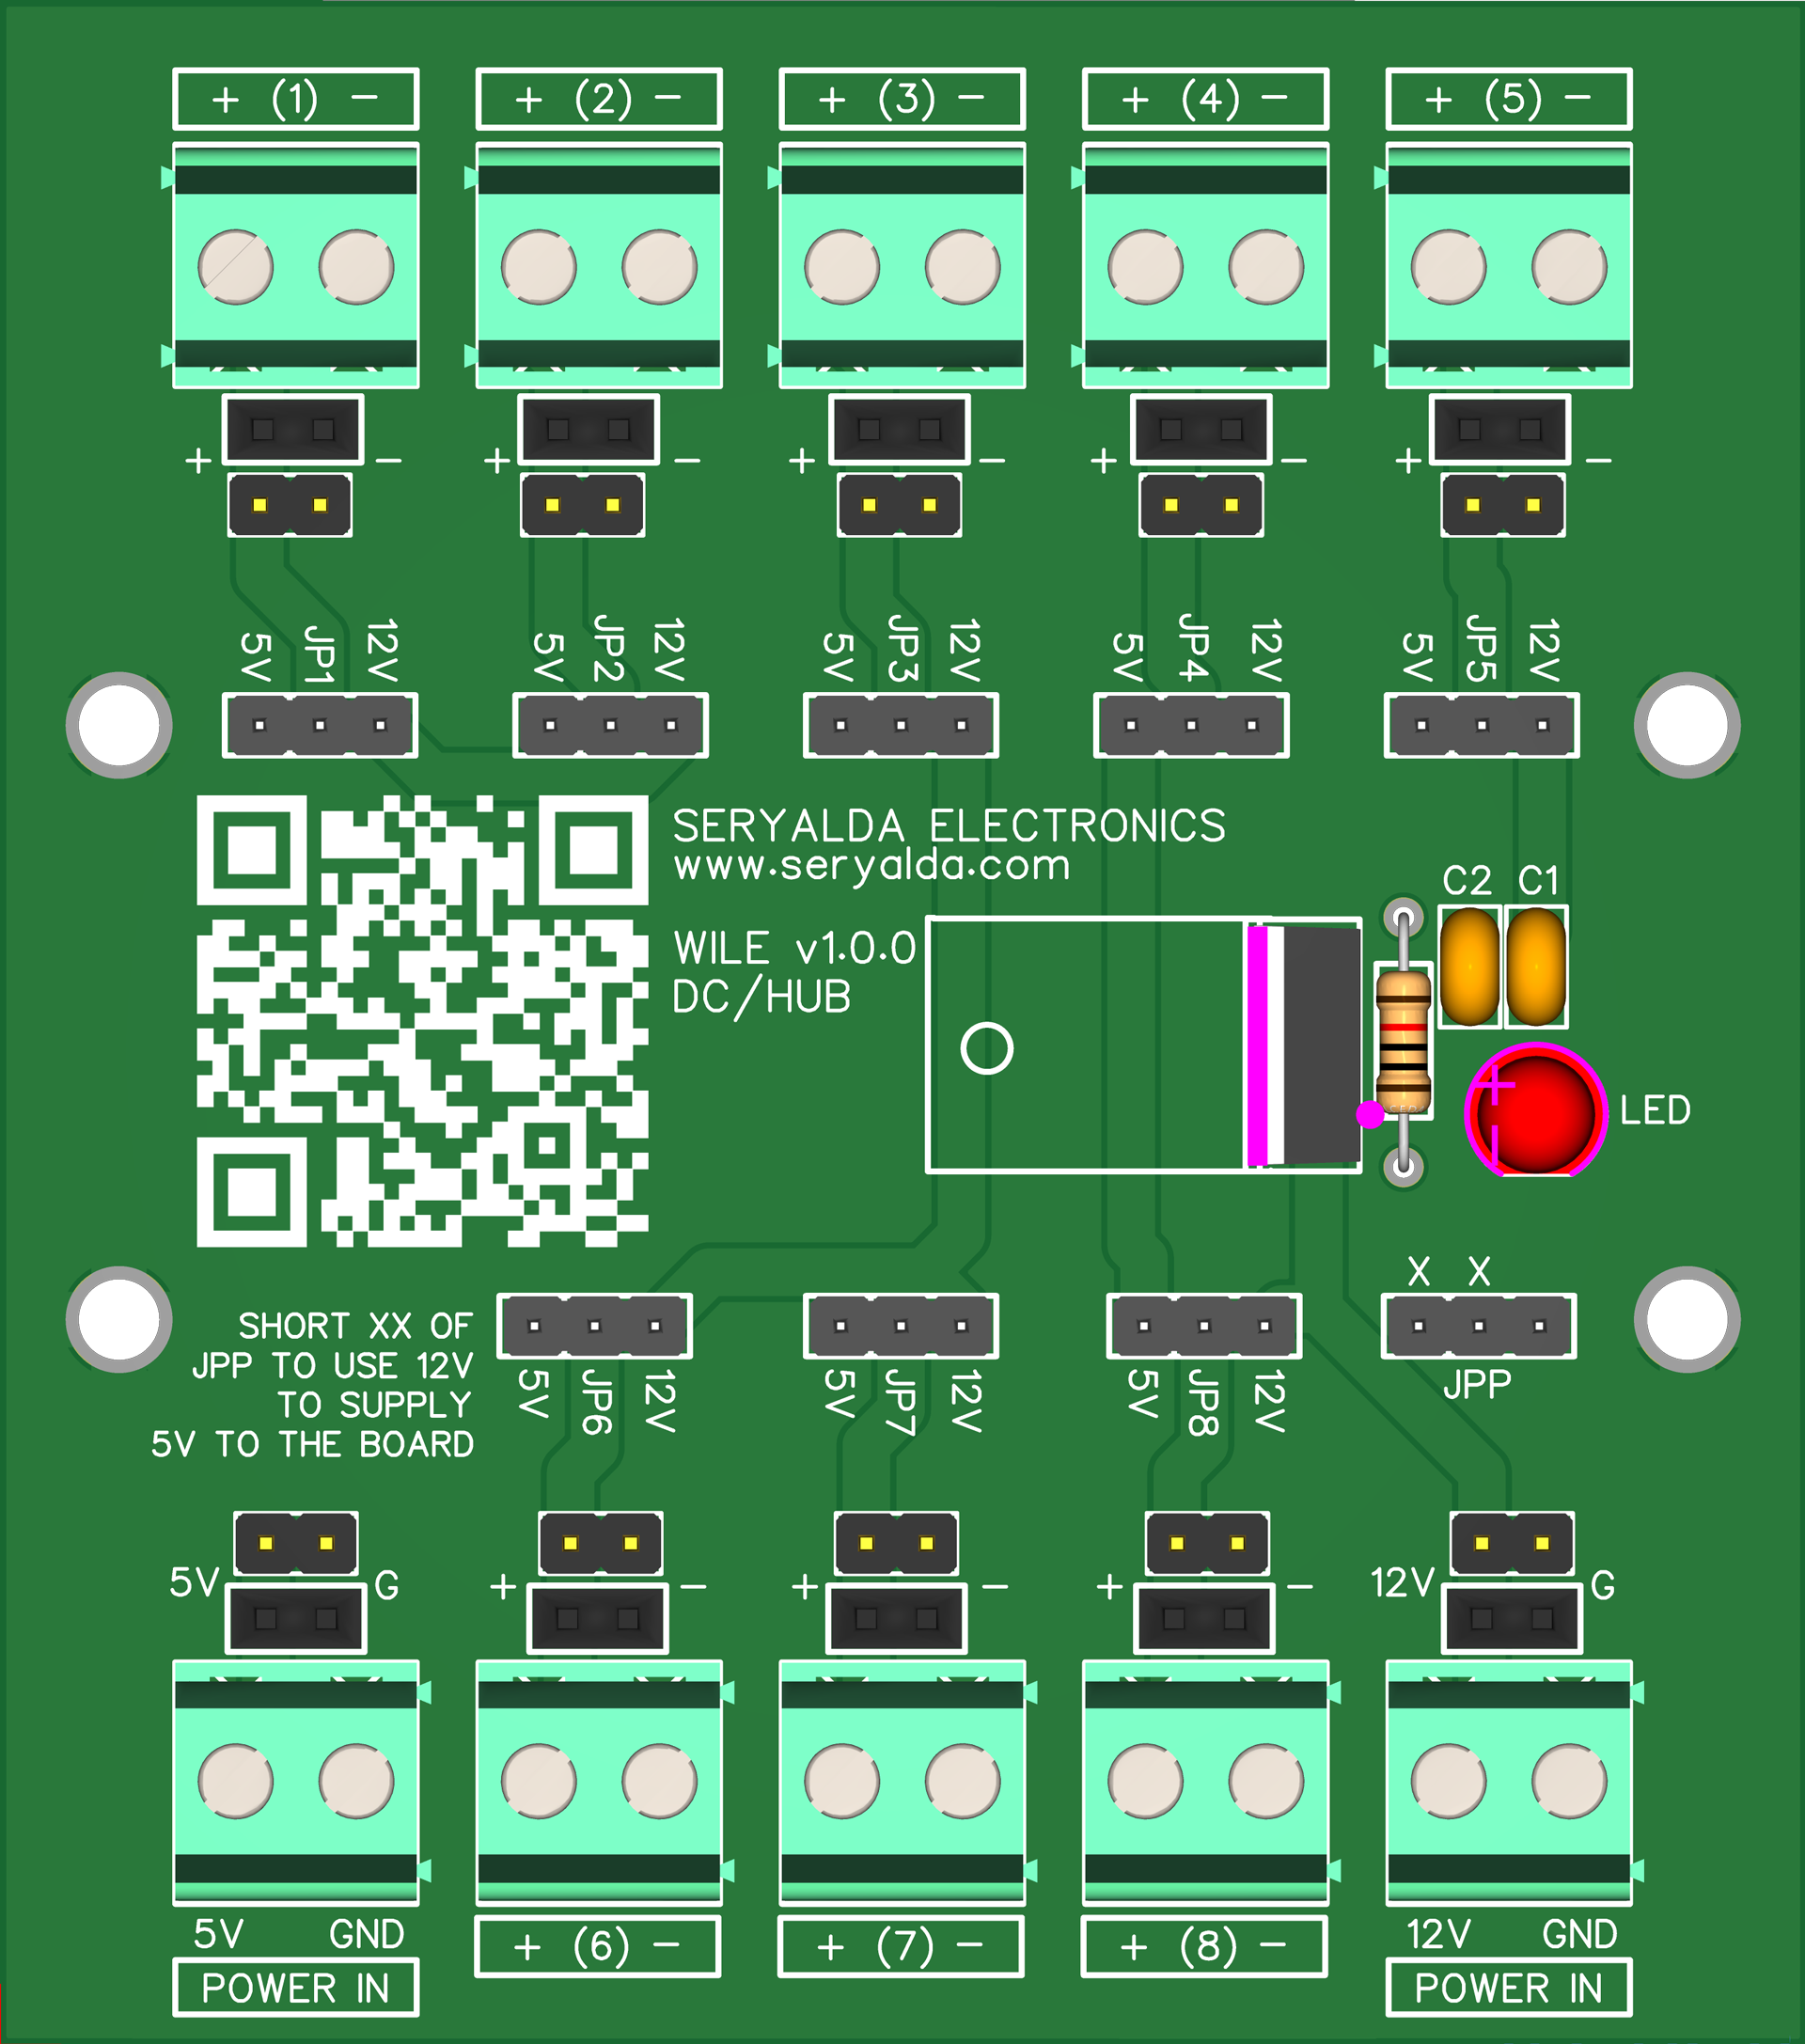 + (1) -
+ (2) -
+ (3) -
+ (4) -
+ (5) -
+ -
+ -
+ -
+ -
+ -
5V JP1 12V
5V JP2 12V
5V JP3 12V
5V JP4 12V
5V JP5 12V
SERYALDA ELECTRONICS
www.seryalda.com
WILE v1.0.0
DC/HUB
C2 C1
+
LED
X X
JPP
SHORT XX OF
JPP TO USE 12V
TO SUPPLY
5V TO THE BOARD
5V JP6 12V
5V JP7 12V
5V JP8 12V
5V G
+ -
+ -
+ -
12V G
5V GND
POWER IN
+ (6) -
+ (7) -
+ (8) -
12V GND
POWER IN